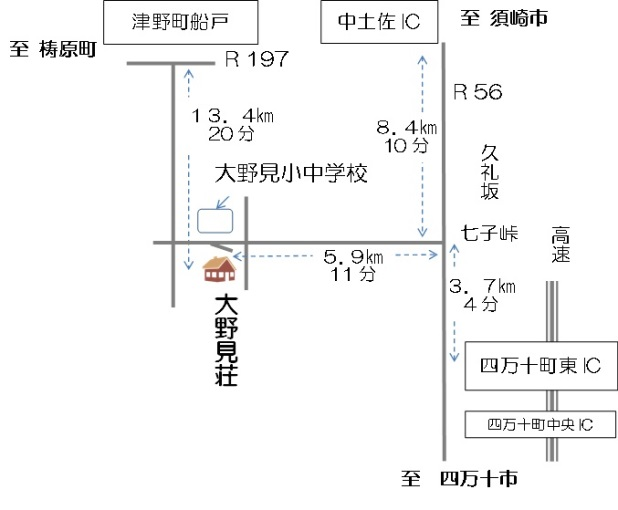 津野町船戸
中土佐IC
至 須崎市
至 梼原町
R 197
R 56
13.4km
20分
8.4km
10分
大野見小中学校
久礼坂
七子峠
高速
5.9km
11分
3.7km
4分
大野見荘
四万十町東IC
四万十町中央IC
至 四万十市